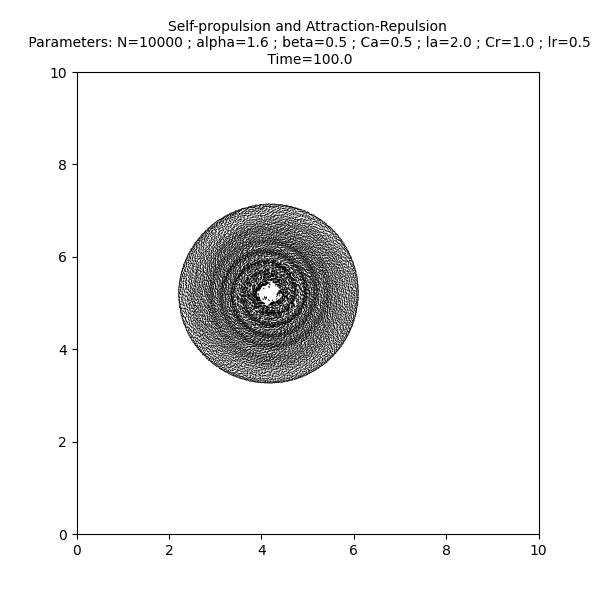 Self-propulsion and Attraction-Repulsion
Parameters: N=10000 ; alpha=1.6 ; beta=0.5 ; Ca=0.5 ; la=2.0 ; Cr=1.0 ; lr=0.5
Time=100.0
10
8
6
4
2
0
0 2 4 6 8 10